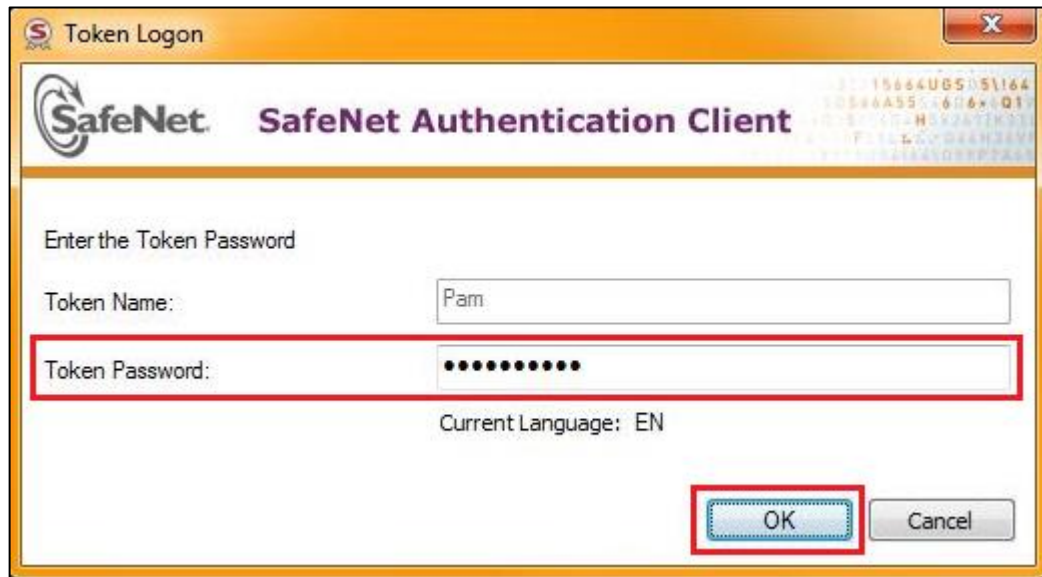 Token Logon
SafeNet. SafeNet Authentication Client
Enter the Token Password
Token Name: Pam
Token Password: ••••••••••
Current Language: EN
OK Cancel